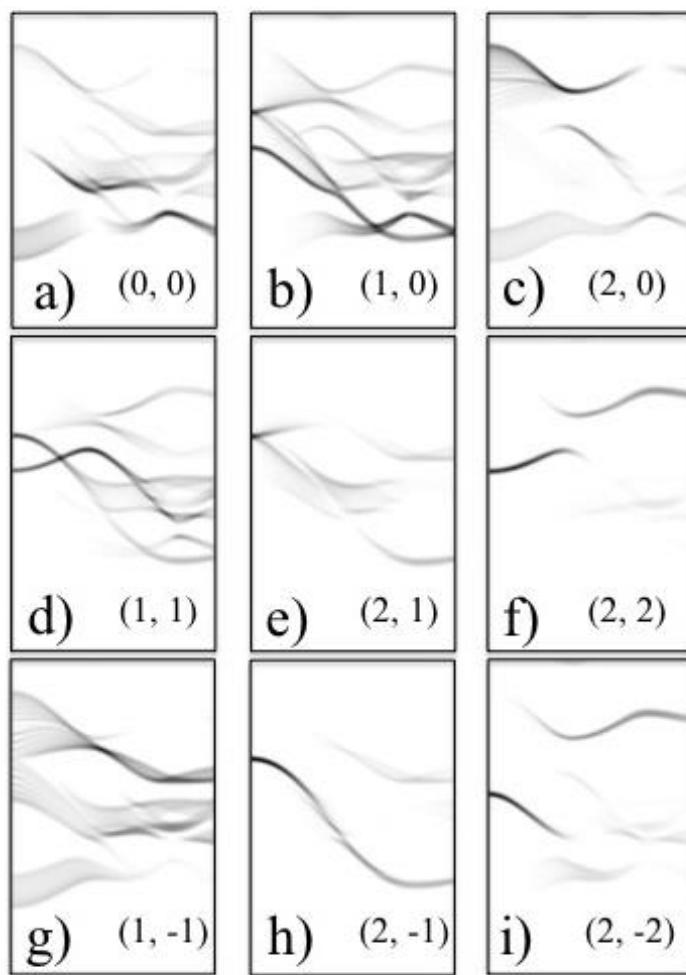 a) (0, 0)
b) (1, 0)
c) (2, 0)
d) (1, 1)
e) (2, 1)
f) (2, 2)
g) (1, -1)
h) (2, -1)
i) (2, -2)